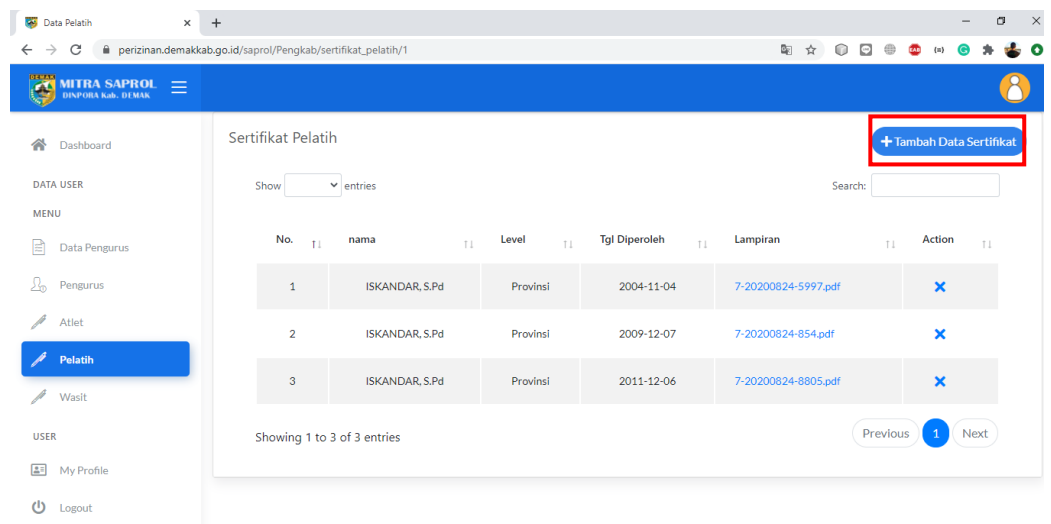 Data Pelatih
perizinan.demakkab.go.id/saprol/Pengkab/sertifikat_pelatih/1
DEMAK
MITRA SAPROL
DINPORA Kab. DEMAK
Dashboard
DATA USER
MENU
Data Pengurus
Pengurus
Atlet
Pelatih
Wasit
USER
My Profile
Logout
Sertifikat Pelatih
+ Tambah Data Sertifikat
Show entries
Search:
No. nama Level Tgl Diperoleh Lampiran Action
1 ISKANDAR, S.Pd Provinsi 2004-11-04 7-20200824-5997.pdf
2 ISKANDAR, S.Pd Provinsi 2009-12-07 7-20200824-854.pdf
3 ISKANDAR, S.Pd Provinsi 2011-12-06 7-20200824-8805.pdf
Showing 1 to 3 of 3 entries
Previous 1 Next